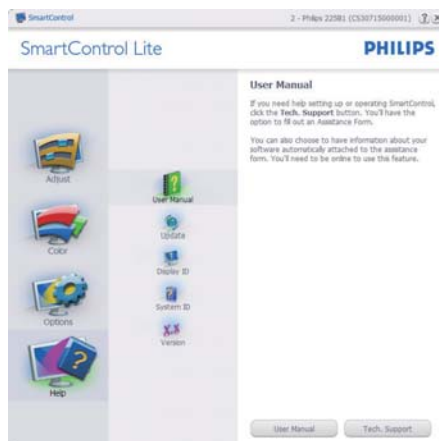 SmartControl
2 - Philips 225B1 (CS30715000001)
SmartControl Lite
PHILIPS
User Manual
If you need help setting up or operating SmartControl,
click the Tech. Support button. You'll have the
option to fill out an Assistance Form.
You can also choose to have information about your
software automatically attached to the assistance
form. You'll need to be online to use this feature.
Adjust
Color
Options
Help
User Manual
Update
Display ID
System ID
X.X
Version
User Manual
Tech. Support